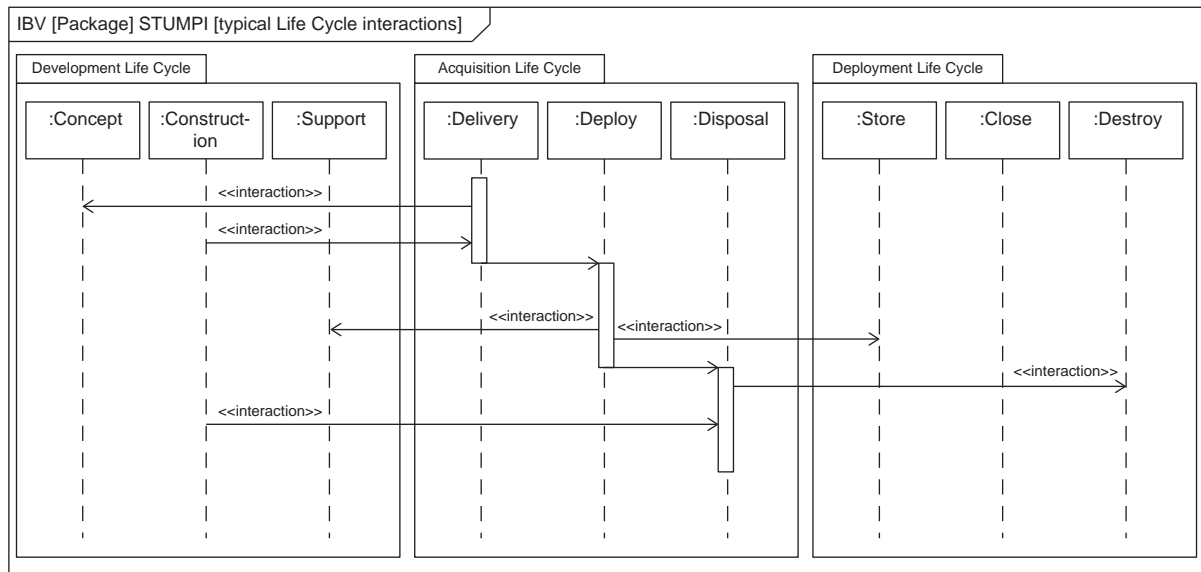 IBV [Package] STUMPI [typical Life Cycle interactions]
Development Life Cycle
Acquisition Life Cycle
Deployment Life Cycle
:Concept
:Construct-
ion
:Support
:Delivery
:Deploy
:Disposal
:Store
:Close
:Destroy
<<interaction>>
<<interaction>>
<<interaction>>
<<interaction>>
<<interaction>>
<<interaction>>